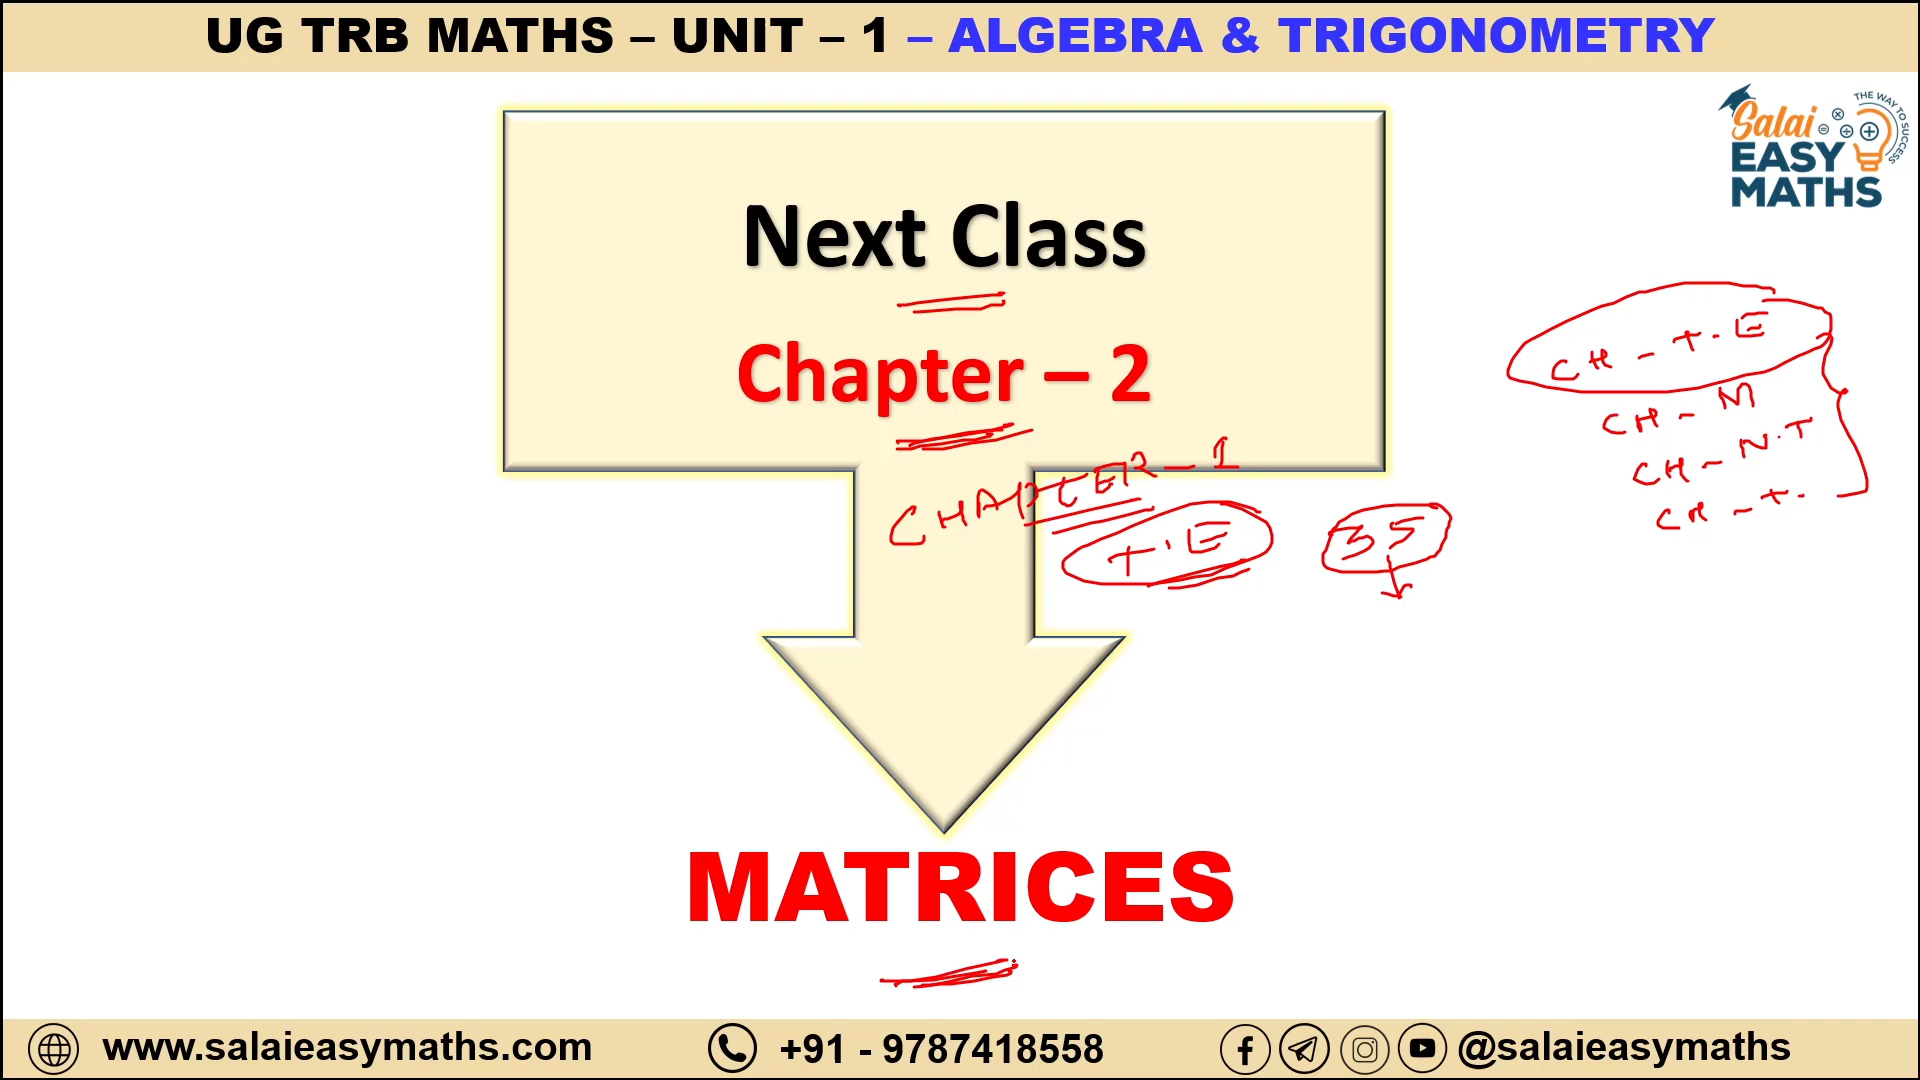 UG TRB MATHS – UNIT – 1 – ALGEBRA & TRIGONOMETRY
Salai
EASY
MATHS
THE WAY TO SUCCESS
Next Class
Chapter – 2
CHAPTER – 1
T.E
35
CH – T.E
CH – M
CH – N.T
CH – T.
MATRICES
www.salaieasymaths.com
+91 - 9787418558
@salaieasymaths